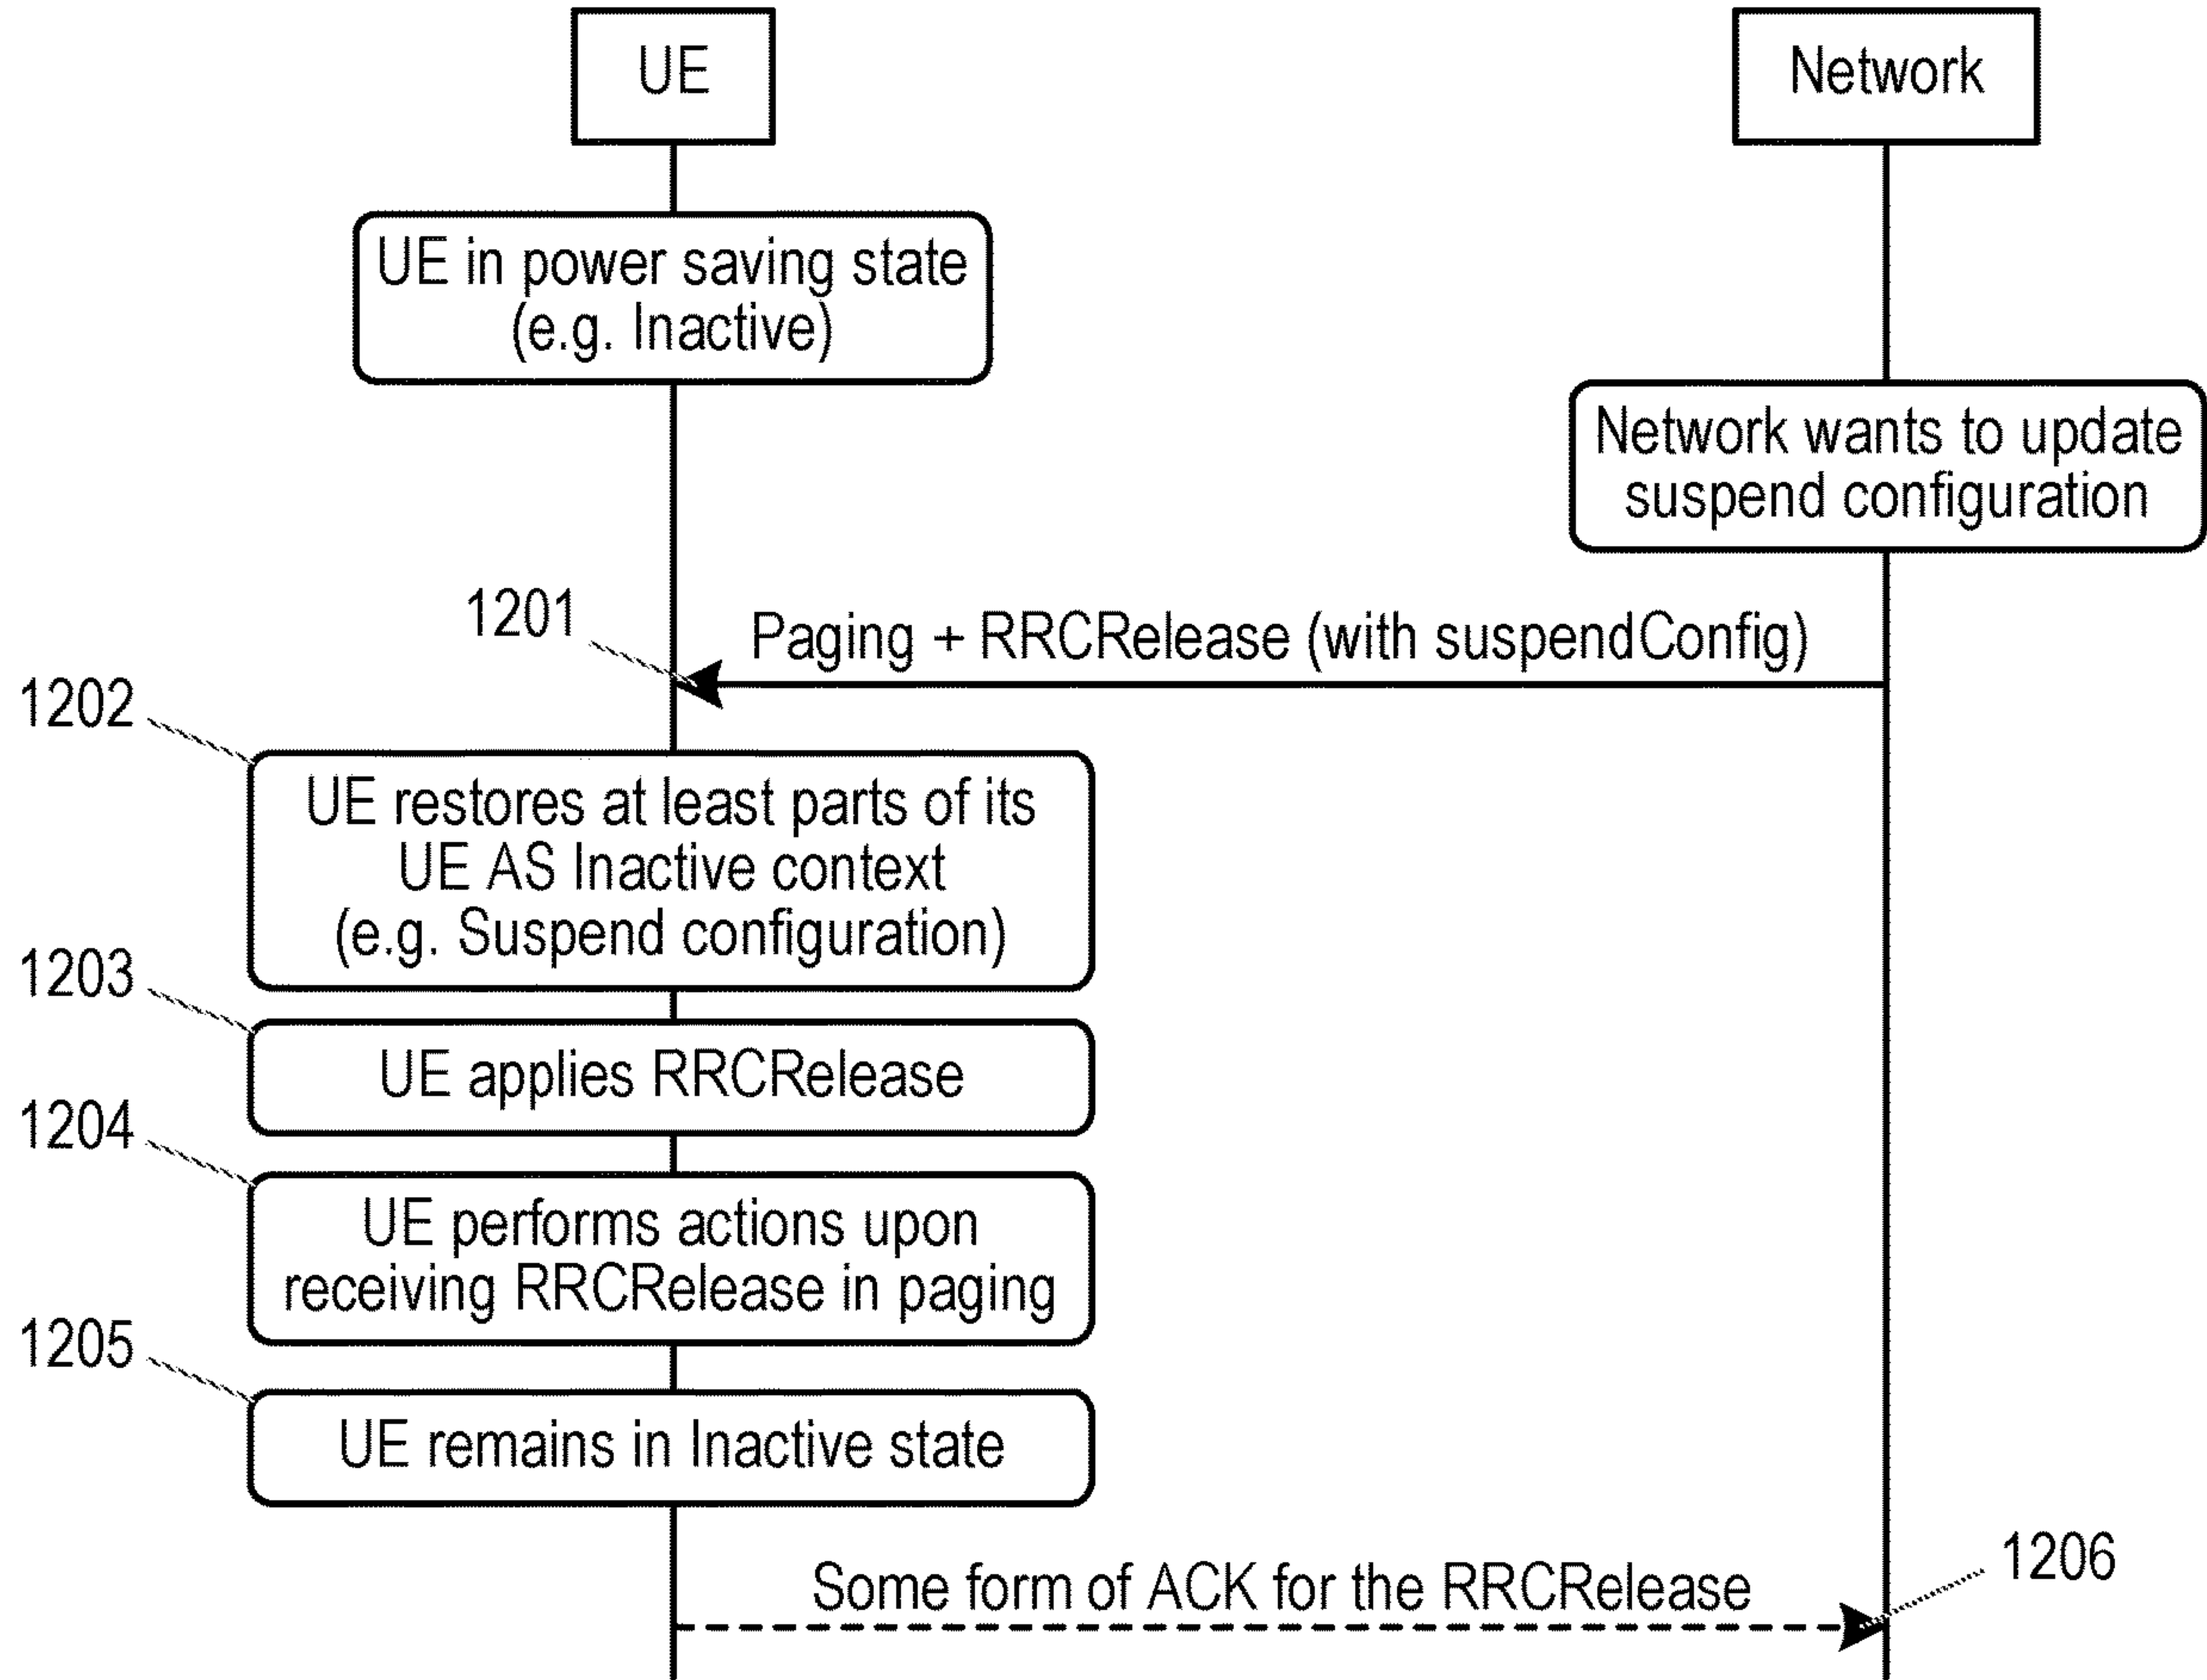 UE
Network
UE in power saving state
(e.g. Inactive)
Network wants to update
suspend configuration
1201
Paging + RRCRelease (with suspendConfig)
1202
UE restores at least parts of its
UE AS Inactive context
(e.g. Suspend configuration)
1203
UE applies RRCRelease
1204
UE performs actions upon
receiving RRCRelease in paging
1205
UE remains in Inactive state
1206
Some form of ACK for the RRCRelease